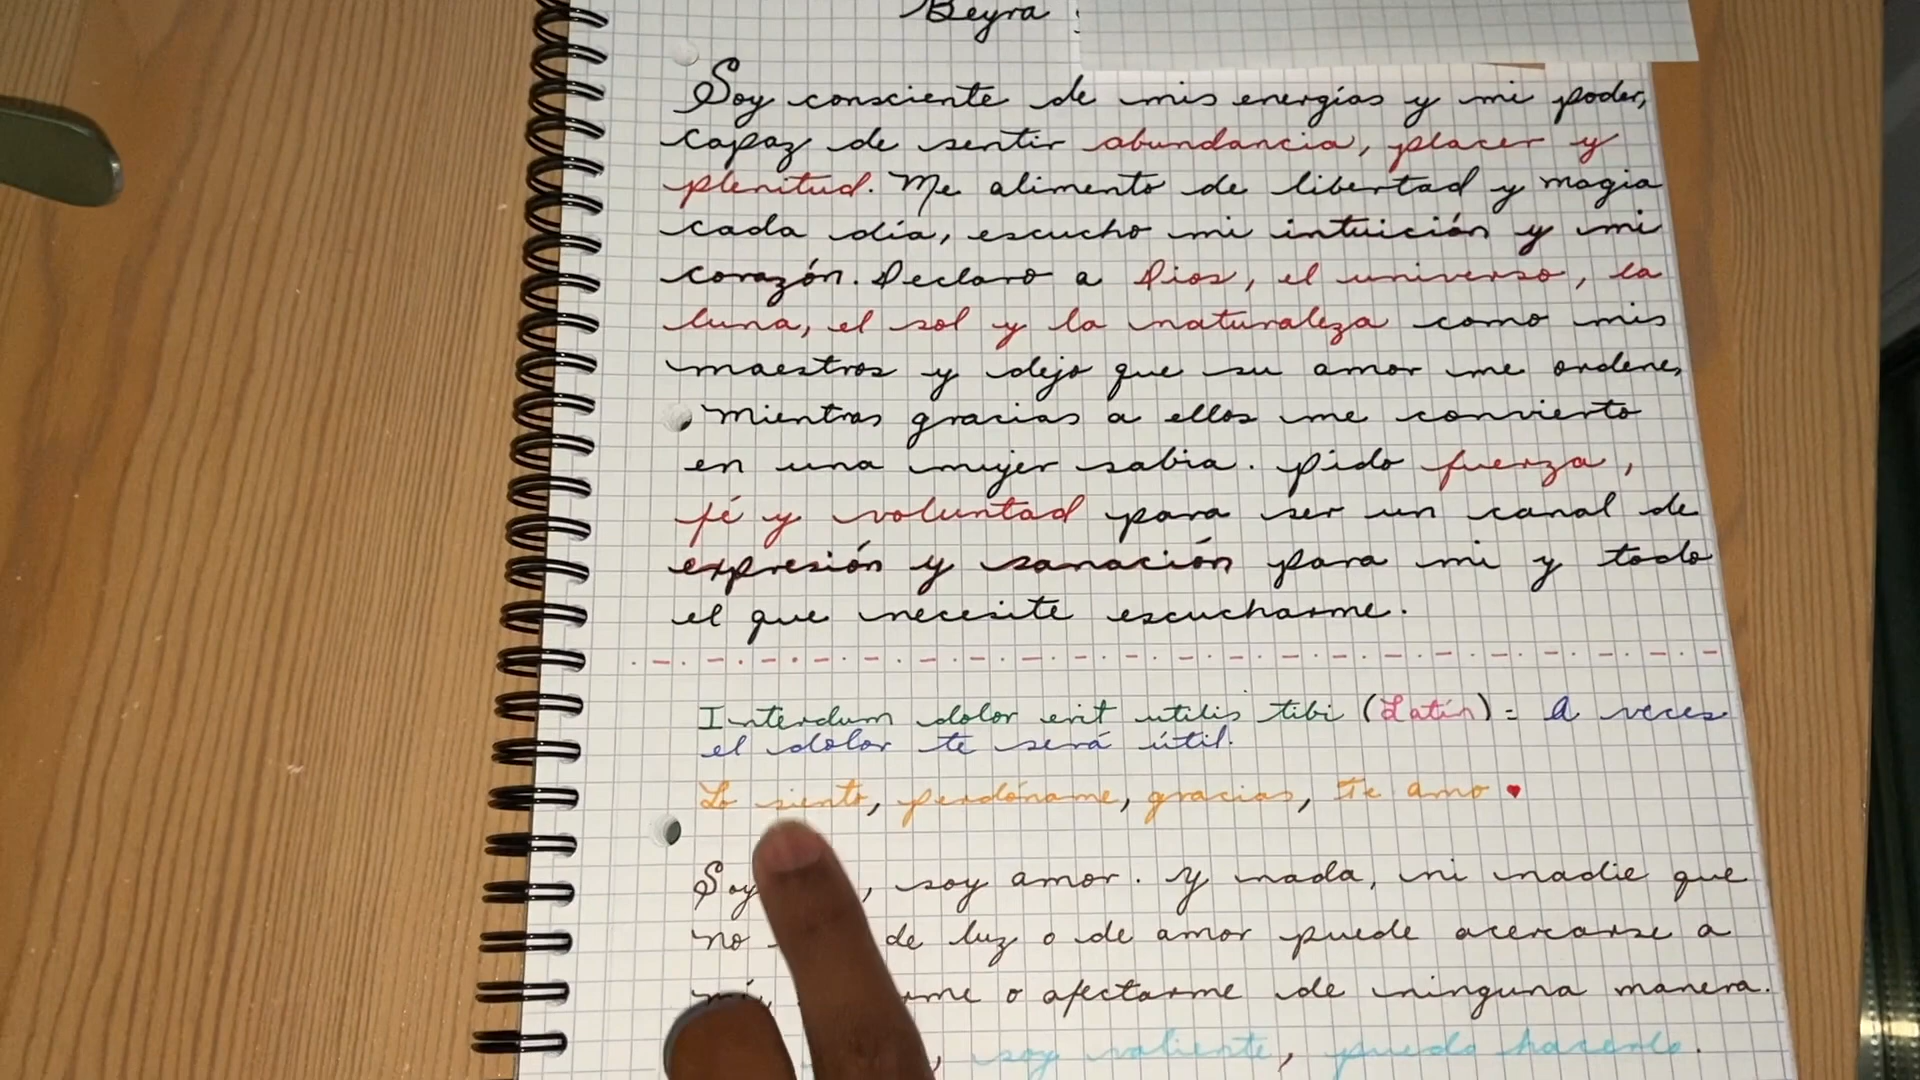 Beyra
Soy consciente de mis energías y mi poder,
capaz de sentir abundancia, placer y
plenitud. Me alimento de libertad y magia
cada día, escucho mi intuición y mi
corazón. Declaro a Dios, el universo, la
luna, el sol y la naturaleza como mis
maestros y dejo que su amor me ordene,
mientras gracias a ellos me convierto
en una mujer sabia. Pido fuerza,
fé y voluntad para ser un canal de
expresión y sanación para mi y todo
el que necesite escucharme.
Interdum dolor erit utilis tibi (Latín) = A veces
el dolor te será útil.
Lo siento, perdóname, gracias, te amo ♥
Soy , soy amor. Y nada, ni nadie que
no de luz o de amor puede acercarse a
mí, o afectarme de ninguna manera.
, soy valiente, puedo hacerlo.